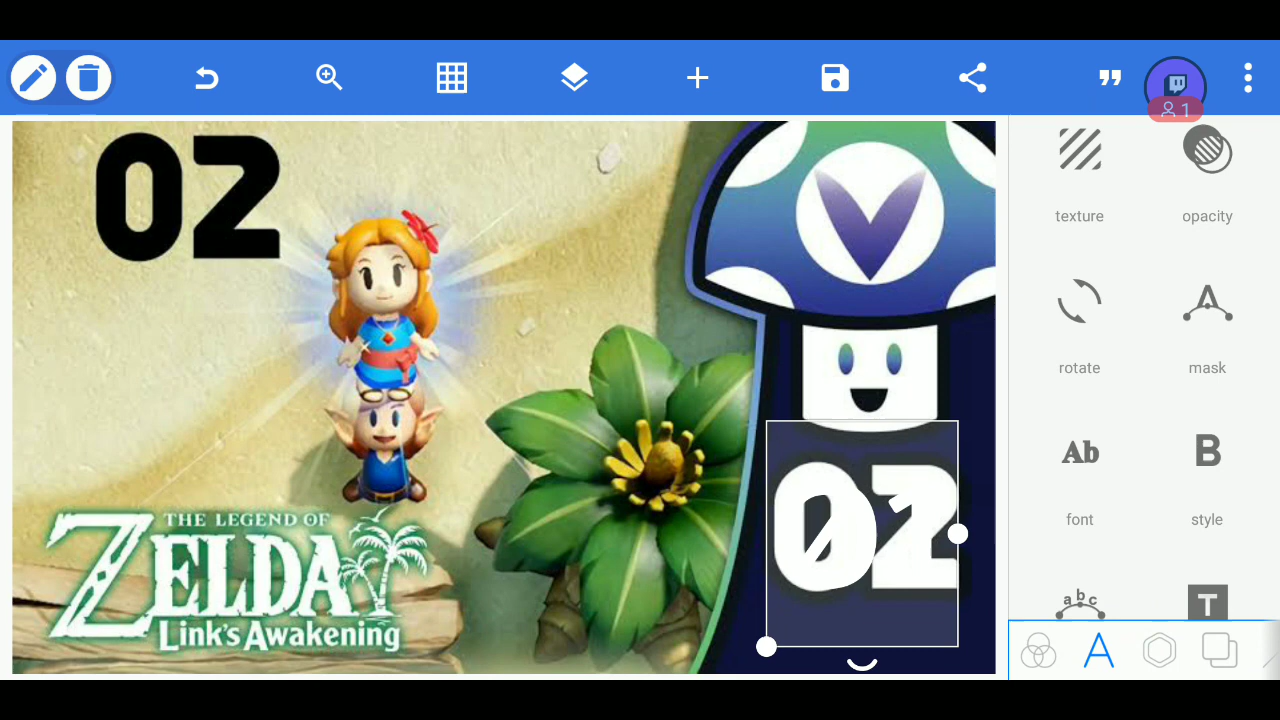 1
texture
opacity
rotate
mask
Ab
B
font
style
abc
T
A
02
V
02
THE LEGEND OF
ZELDA
Link's Awakening